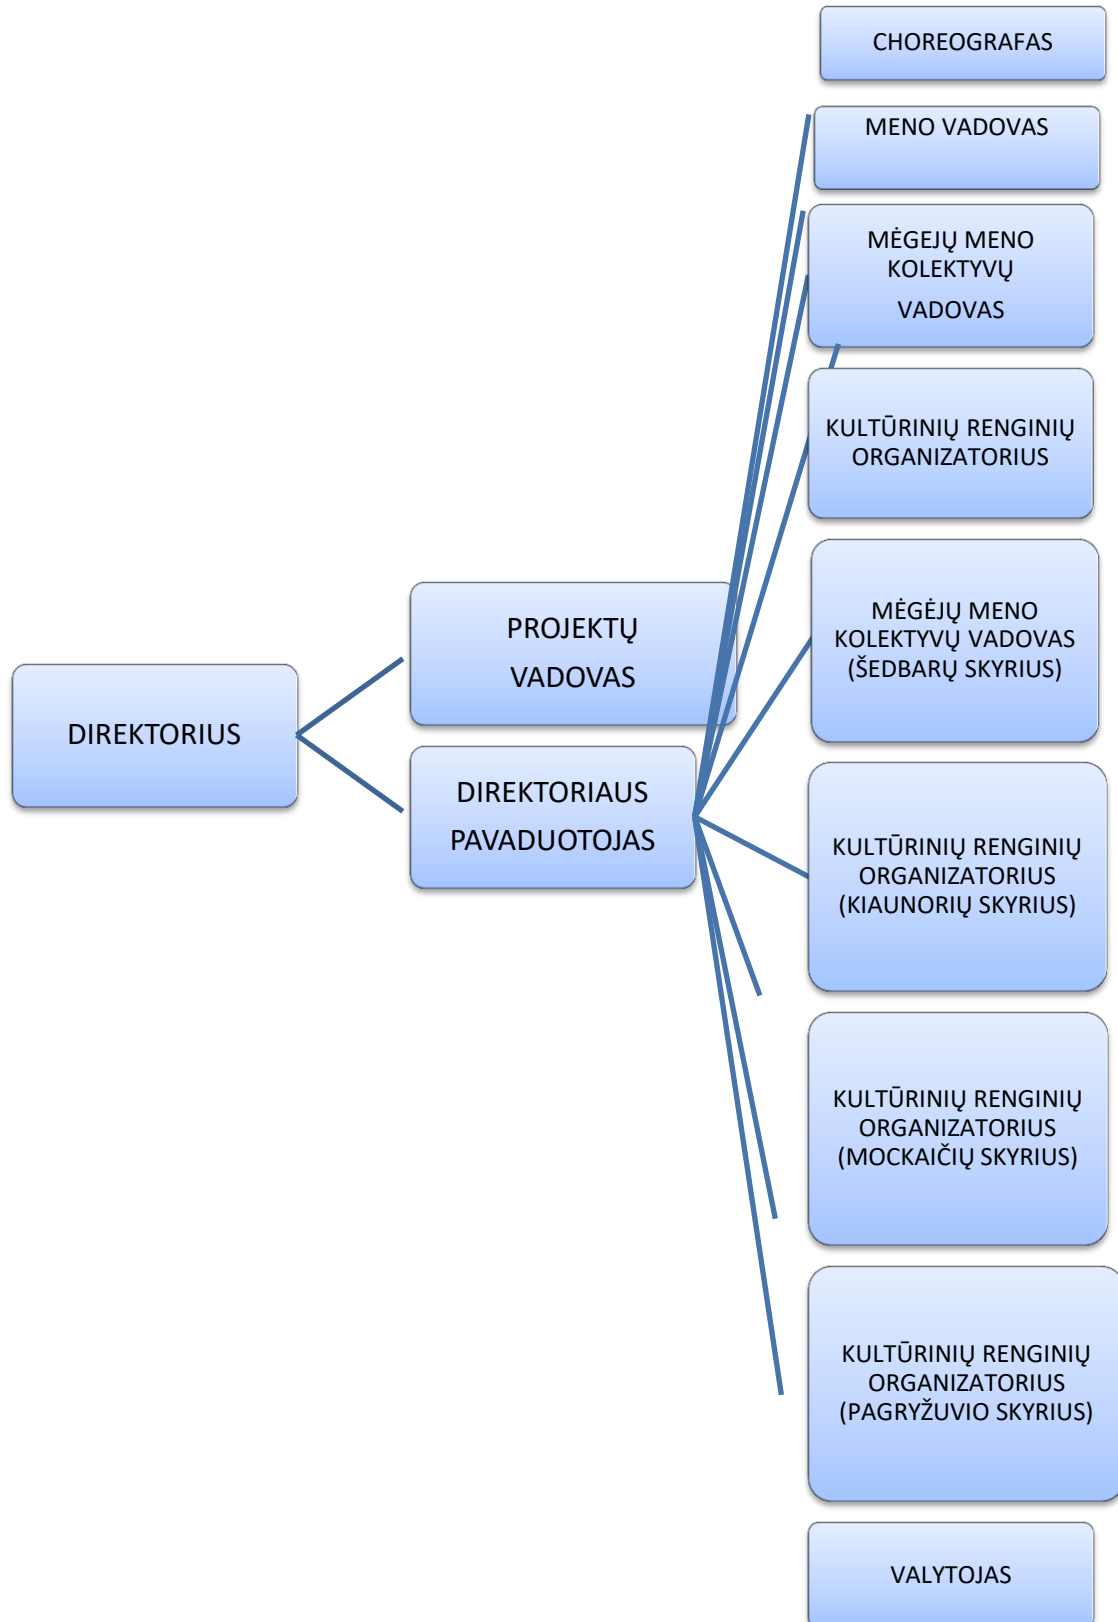 CHOREOGRAFAS
MENO VADOVAS
MĖGEJŲ MENO
KOLEKTYVŲ
VADOVAS
KULTŪRINIŲ RENGINIŲ
ORGANIZATORIUS
MĖGĖJŲ MENO
KOLEKTYVŲ VADOVAS
(ŠEDBARŲ SKYRIUS)
PROJEKTŲ
VADOVAS
DIREKTORIUS
DIREKTORIAUS
PAVADUOTOJAS
KULTŪRINIŲ RENGINIŲ
ORGANIZATORIUS
(KIAUNORIŲ SKYRIUS)
KULTŪRINIŲ RENGINIŲ
ORGANIZATORIUS
(MOCKAIČIŲ SKYRIUS)
KULTŪRINIŲ RENGINIŲ
ORGANIZATORIUS
(PAGRYŽUVIO SKYRIUS)
VALYTOJAS